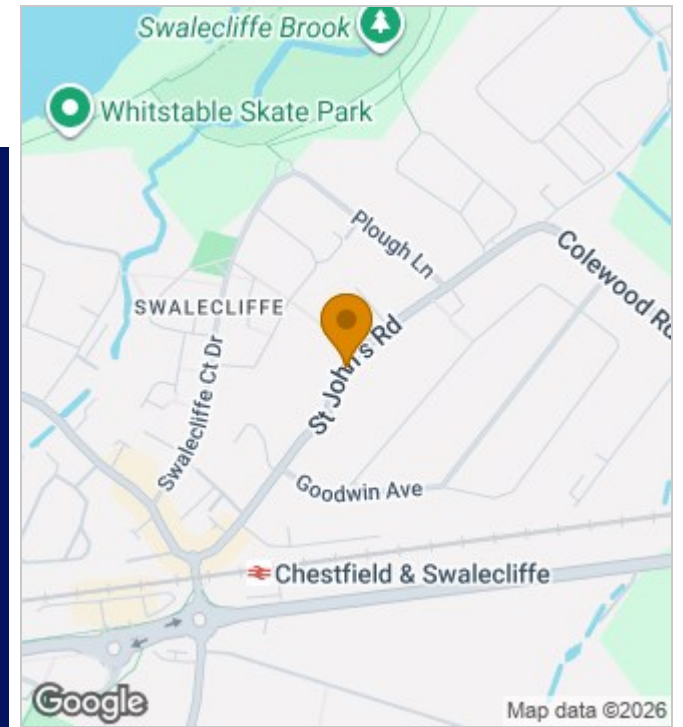 Swalecliffe Brook
Whitstable Skate Park
Plough Ln
Colewood Rd
SWALECLIFFE
St John's Rd
Swalecliffe Ct Dr
Goodwin Ave
Chestfield & Swalecliffe
Google
Map data ©2026